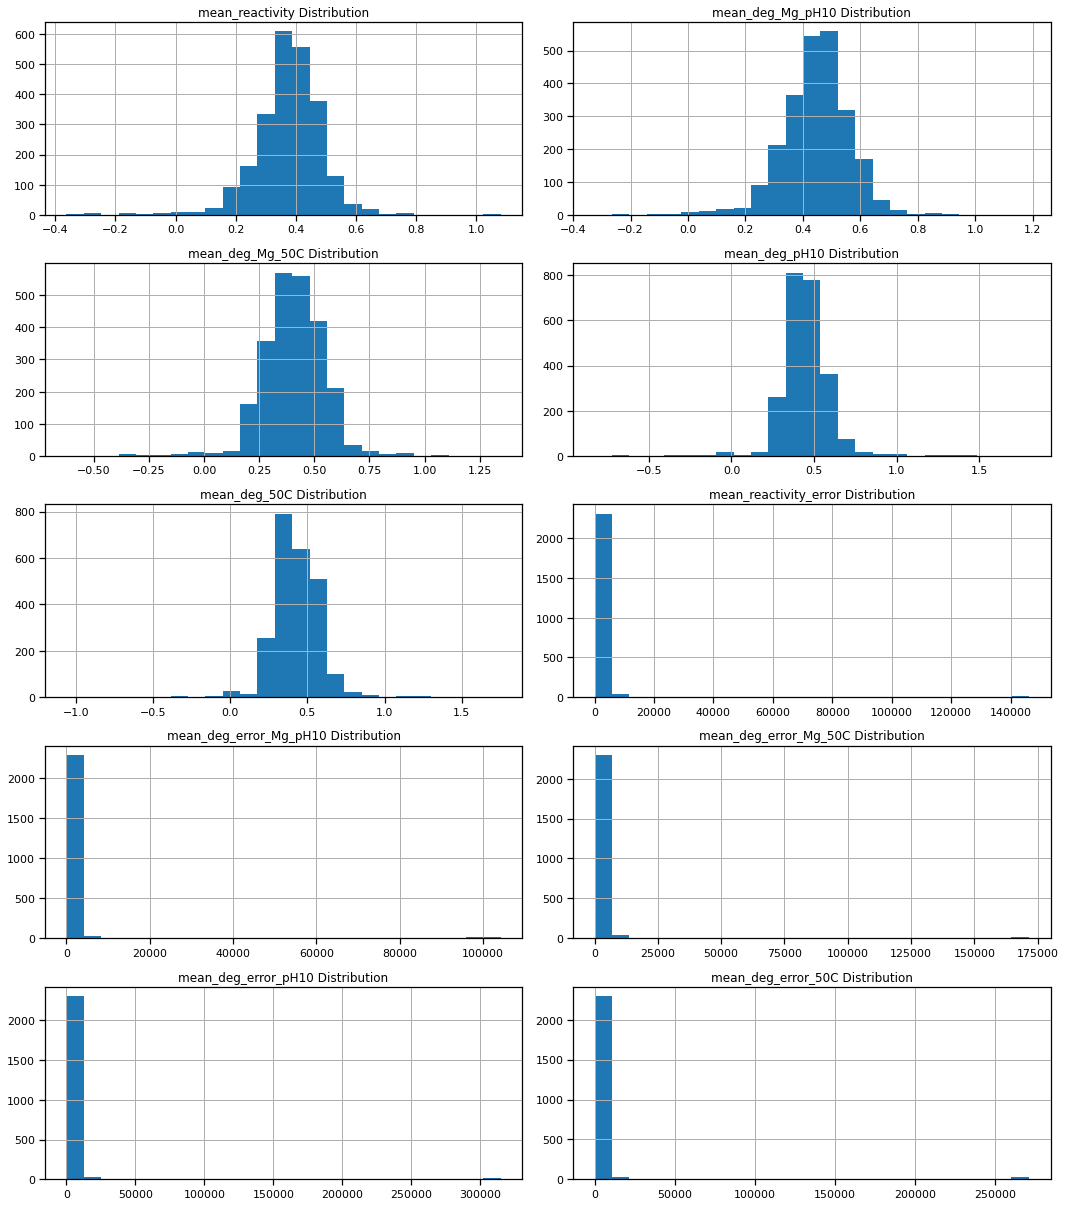 mean_reactivity Distribution
600
500
400
300
200
100
0
−0.4 −0.2 0.0 0.2 0.4 0.6 0.8 1.0
mean_deg_Mg_pH10 Distribution
500
400
300
200
100
0
−0.4 −0.2 0.0 0.2 0.4 0.6 0.8 1.0 1.2
mean_deg_Mg_50C Distribution
500
400
300
200
100
0
−0.50 −0.25 0.00 0.25 0.50 0.75 1.00 1.25
mean_deg_pH10 Distribution
800
600
400
200
0
−0.5 0.0 0.5 1.0 1.5
mean_deg_50C Distribution
800
600
400
200
0
−1.0 −0.5 0.0 0.5 1.0 1.5
mean_reactivity_error Distribution
2000
1500
1000
500
0
0 20000 40000 60000 80000 100000 120000 140000
mean_deg_error_Mg_pH10 Distribution
2000
1500
1000
500
0
0 20000 40000 60000 80000 100000
mean_deg_error_Mg_50C Distribution
2000
1500
1000
500
0
0 25000 50000 75000 100000 125000 150000 175000
mean_deg_error_pH10 Distribution
2000
1500
1000
500
0
0 50000 100000 150000 200000 250000 300000
mean_deg_error_50C Distribution
2000
1500
1000
500
0
0 50000 100000 150000 200000 250000